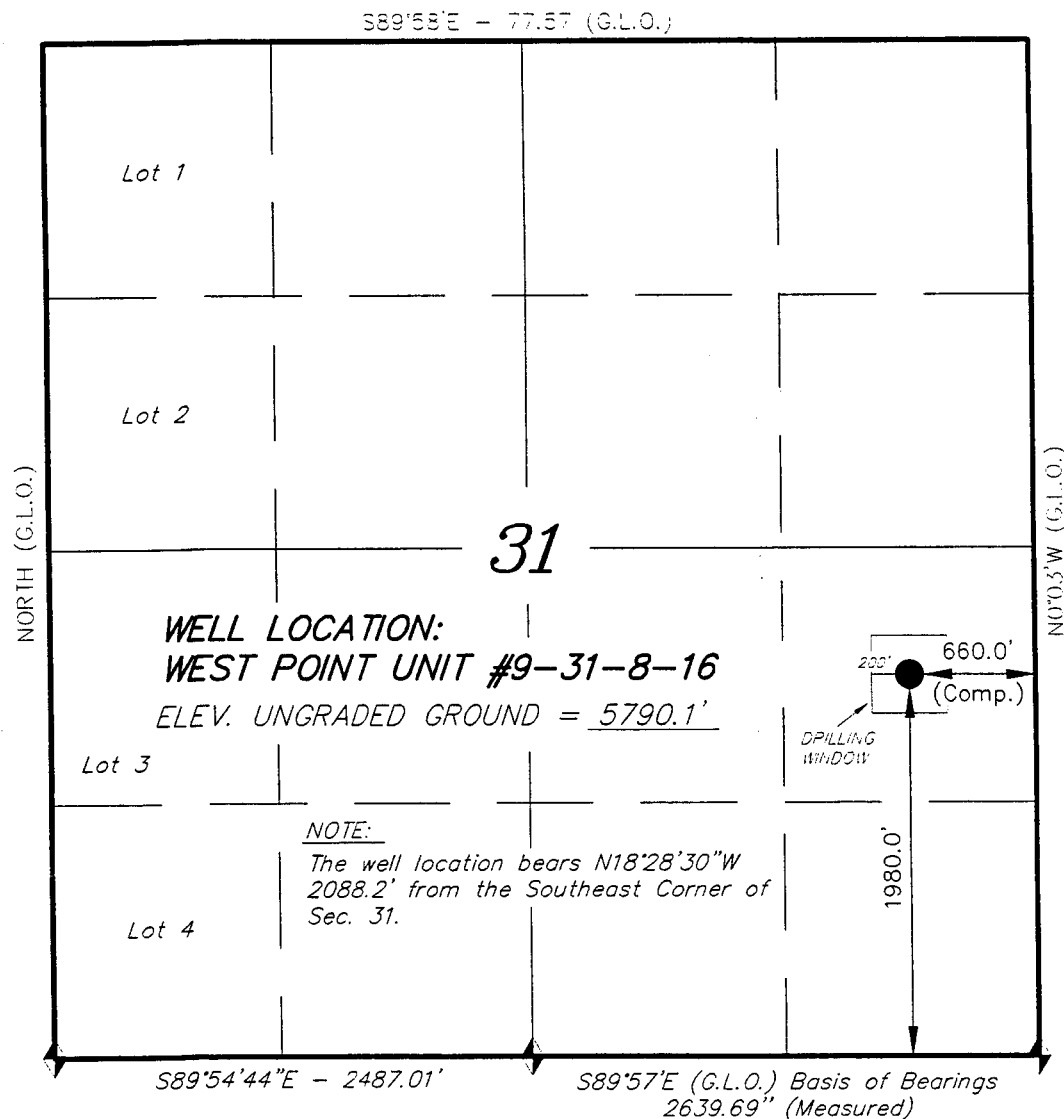 S89°58'E - 77.57 (G.L.O.)
Lot 1
Lot 2
NORTH (G.L.O.)
N0°03'W (G.L.O.)
31
WELL LOCATION:
WEST POINT UNIT #9-31-8-16
ELEV. UNGRADED GROUND = 5790.1'
200'
660.0'
(Comp.)
DRILLING
WINDOW
Lot 3
1980.0'
NOTE:
The well location bears N18°28'30"W
2088.2' from the Southeast Corner of
Sec. 31.
Lot 4
S89°54'44"E - 2487.01'
S89°57'E (G.L.O.) Basis of Bearings
2639.69" (Measured)